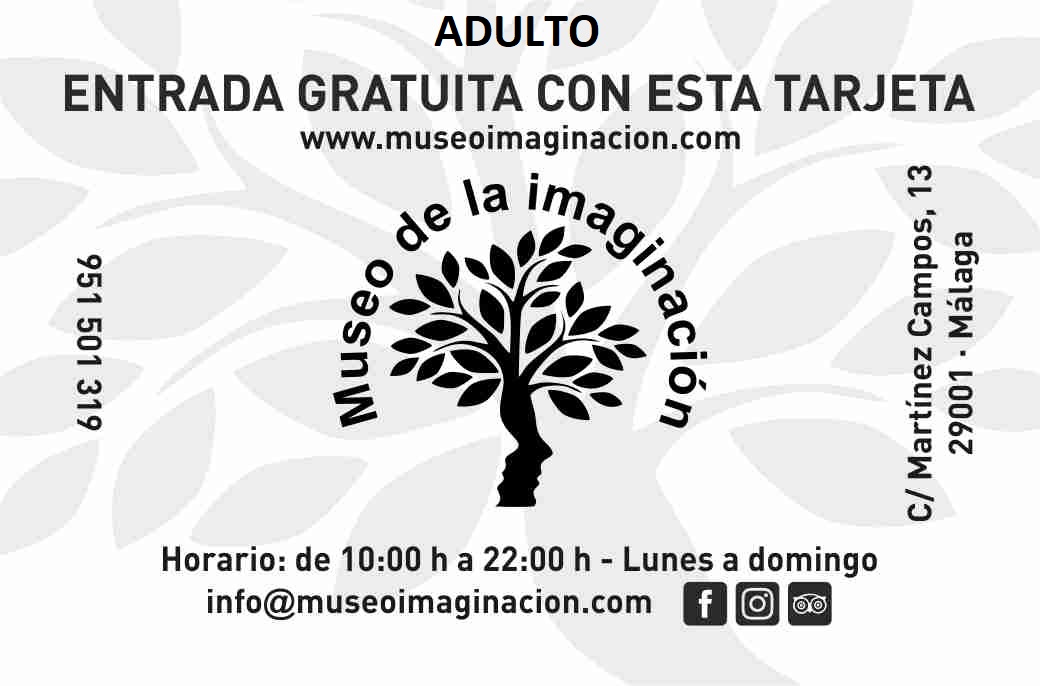 ADULTO
ENTRADA GRATUITA CON ESTA TARJETA
www.museoimaginacion.com
Museo de la imaginación
951 501 319
C/ Martínez Campos, 13
29001 · Málaga
Horario: de 10:00 h a 22:00 h - Lunes a domingo
info@museoimaginacion.com